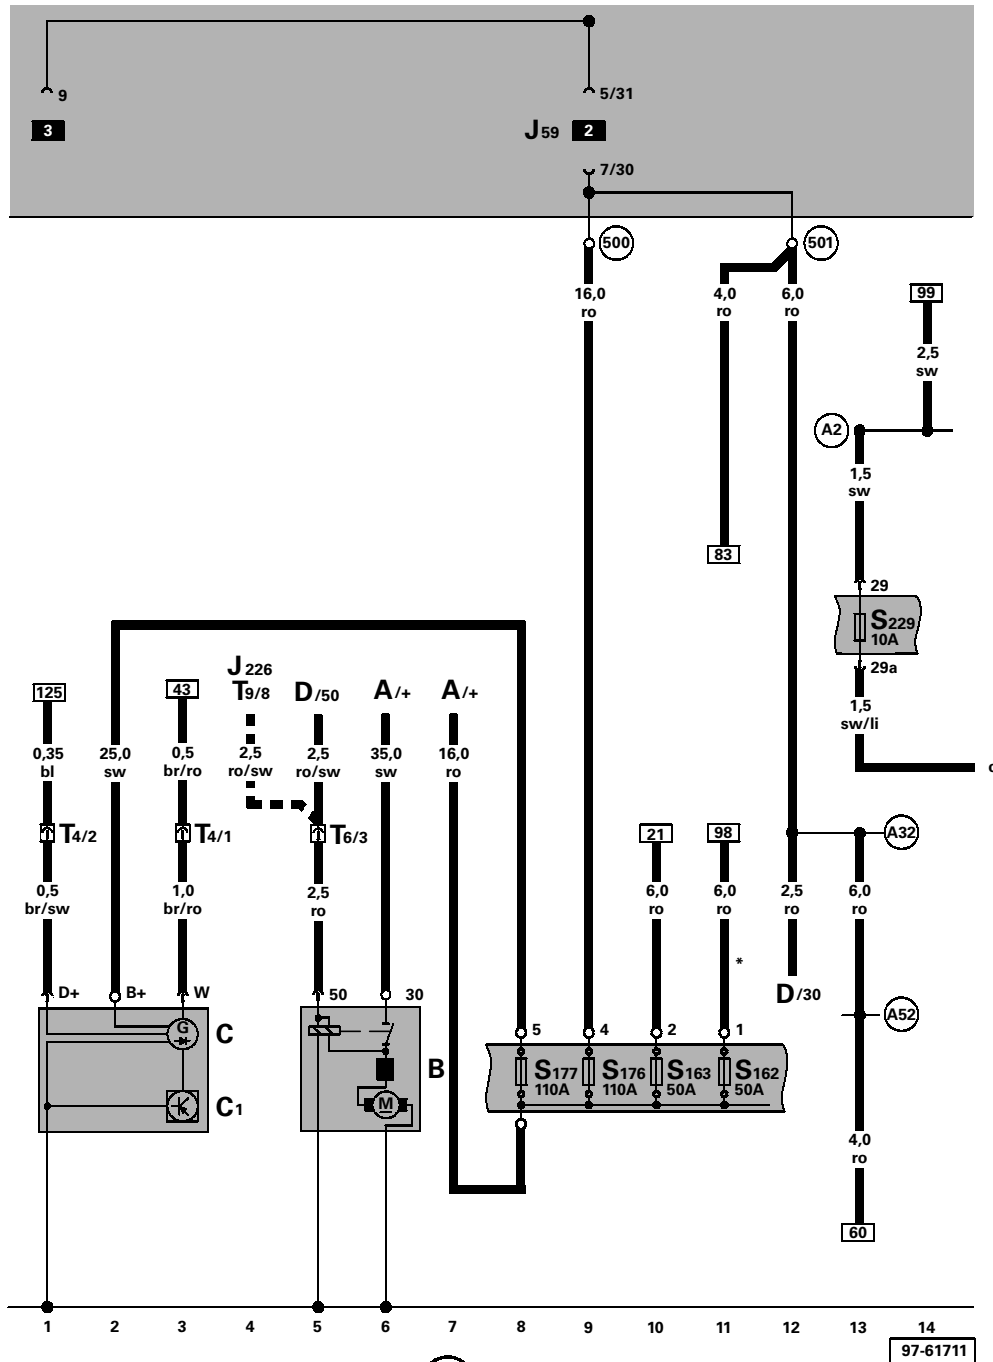 9
5/31
3
J59
2
7/30
500
501
16,0
ro
4,0
ro
6,0
ro
99
2,5
sw
A2
1,5
sw
83
29
S229
10A
29a
1,5
sw/li
125
43
J226
T9/8
D/50
A/+
A/+
0,35
bl
25,0
sw
0,5
br/ro
2,5
ro/sw
2,5
ro/sw
35,0
sw
16,0
ro
T4/2
T4/1
T6/3
21
98
A32
0,5
br/sw
1,0
br/ro
2,5
ro
6,0
ro
6,0
ro
2,5
ro
6,0
ro
*
D/30
D+
B+
W
50
30
A52
G
C
C1
B
M
5
4
2
1
S177
110A
S176
110A
S163
50A
S162
50A
4,0
ro
60
1
2
3
4
5
6
7
8
9
10
11
12
13
14
97-61711